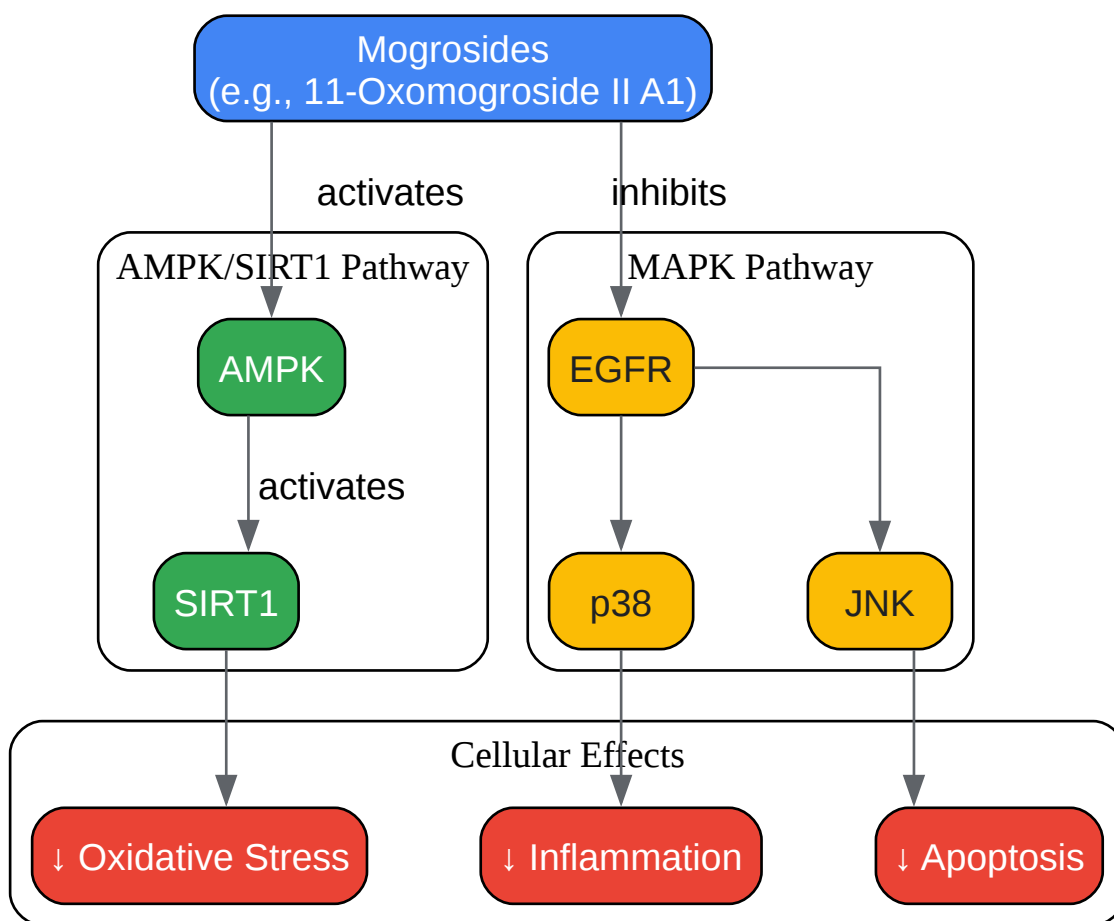 Mogrosides
(e.g., 11-Oxomogroside II A1)
activates
inhibits
AMPK/SIRT1 Pathway
MAPK Pathway
AMPK
EGFR
activates
SIRT1
p38
JNK
Cellular Effects
↓ Oxidative Stress
↓ Inflammation
↓ Apoptosis